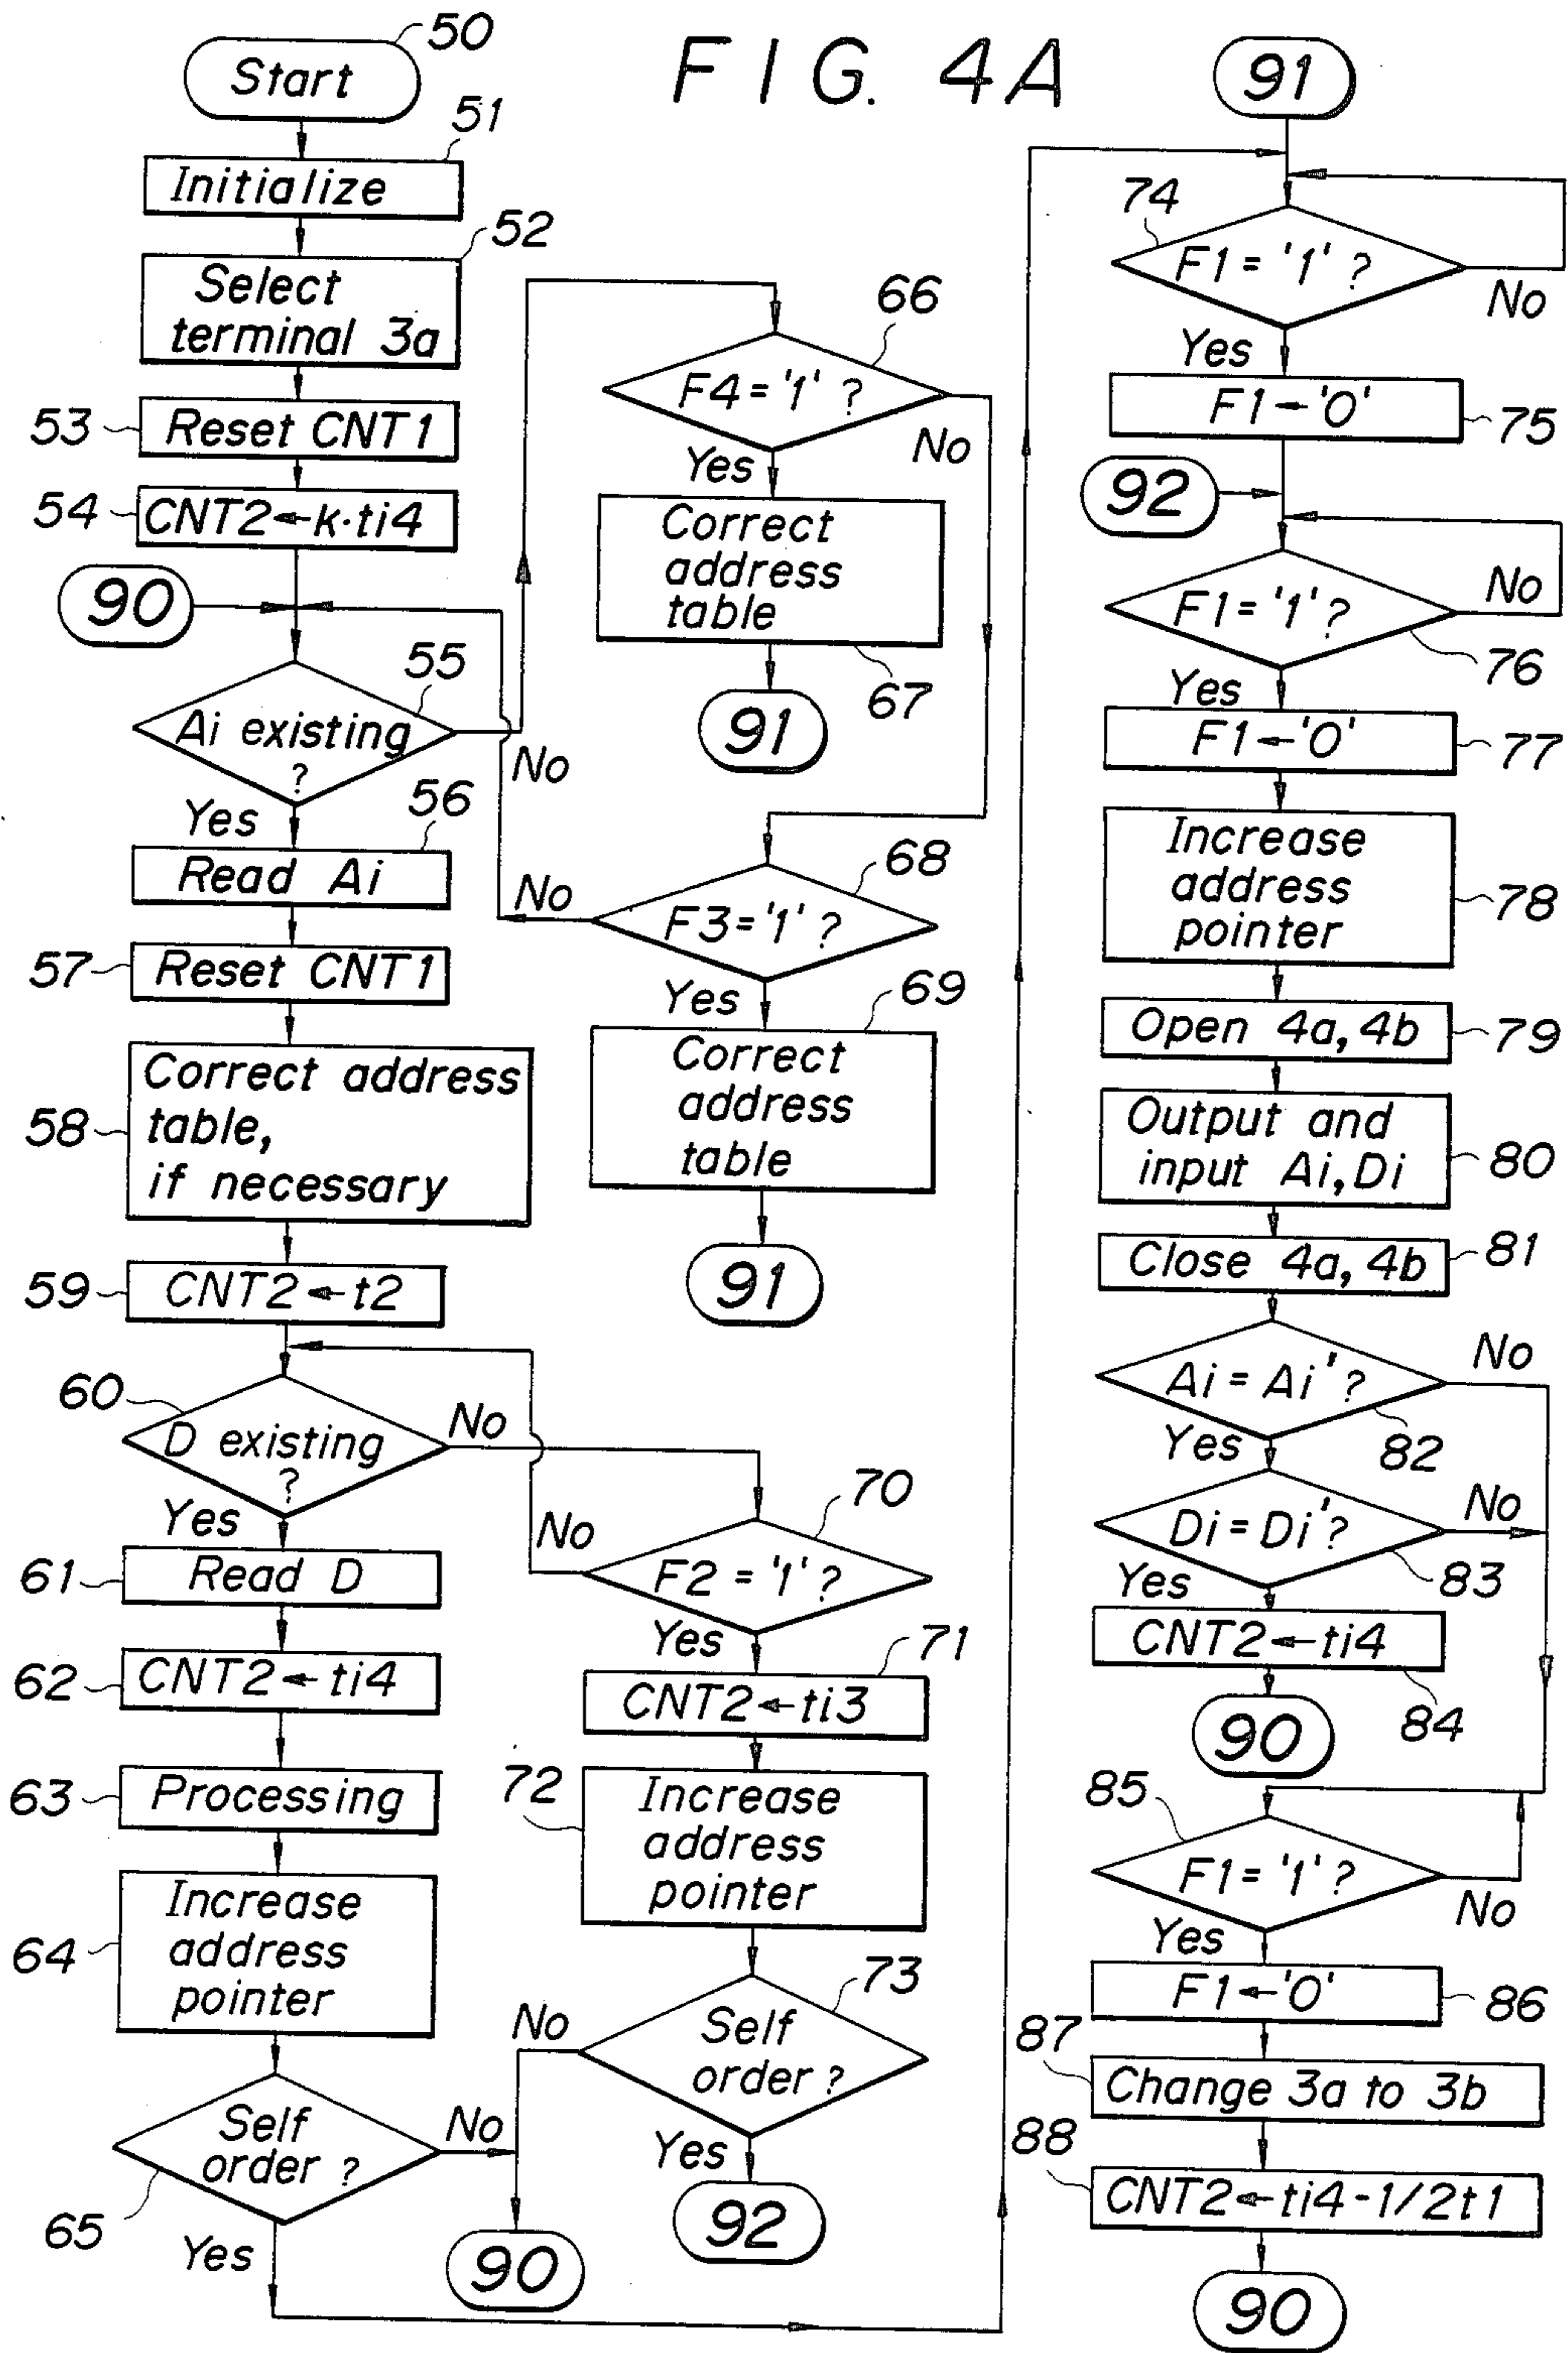 FIG. 4A
50
Start
51
Initialize
52
Select
terminal 3a
53
Reset CNT1
54
CNT2←k·ti4
90
55
Ai existing
?
No
Yes
56
Read Ai
57
Reset CNT1
58
Correct address
table,
if necessary
59
CNT2←t2
60
D existing
?
No
Yes
61
Read D
62
CNT2←ti4
63
Processing
64
Increase
address
pointer
65
Self
order ?
No
Yes
66
F4='1' ?
No
Yes
Correct
address
table
67
91
68
F3='1' ?
No
Yes
69
Correct
address
table
91
70
F2='1' ?
No
Yes
71
CNT2←ti3
72
Increase
address
pointer
73
Self
order ?
No
Yes
90
92
91
74
F1='1' ?
No
Yes
F1←'0'
75
92
F1='1' ?
No
76
Yes
F1←'0'
77
Increase
address
pointer
78
Open 4a, 4b
79
Output and
input Ai, Di
80
Close 4a, 4b
81
Ai = Ai' ?
No
82
Yes
Di = Di' ?
No
83
Yes
CNT2←ti4
84
90
85
F1='1' ?
No
Yes
F1←'0'
86
87
Change 3a to 3b
88
CNT2←ti4-1/2t1
90